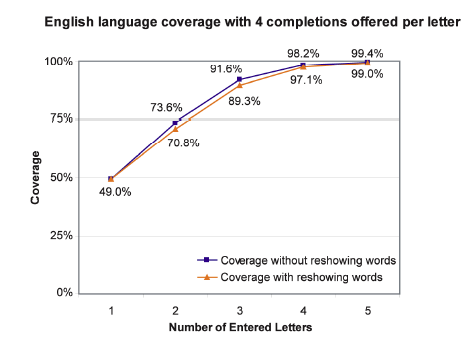 English language coverage with 4 completions offered per letter
100%
75%
50%
25%
0%
Coverage
49.0%
73.6%
70.8%
91.6%
89.3%
98.2%
97.1%
99.4%
99.0%
Coverage without reshowing words
Coverage with reshowing words
1 2 3 4 5
Number of Entered Letters